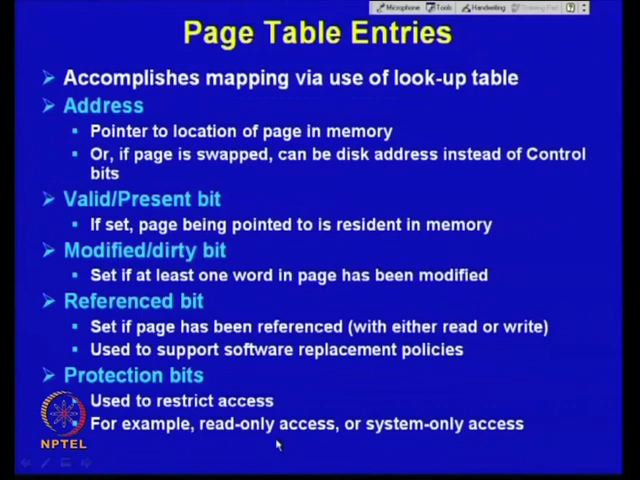 Microphone Tools Handwriting Drawing Pad
Page Table Entries
Accomplishes mapping via use of look-up table
Address
Pointer to location of page in memory
Or, if page is swapped, can be disk address instead of Control
bits
Valid/Present bit
If set, page being pointed to is resident in memory
Modified/dirty bit
Set if at least one word in page has been modified
Referenced bit
Set if page has been referenced (with either read or write)
Used to support software replacement policies
Protection bits
Used to restrict access
For example, read-only access, or system-only access
NPTEL